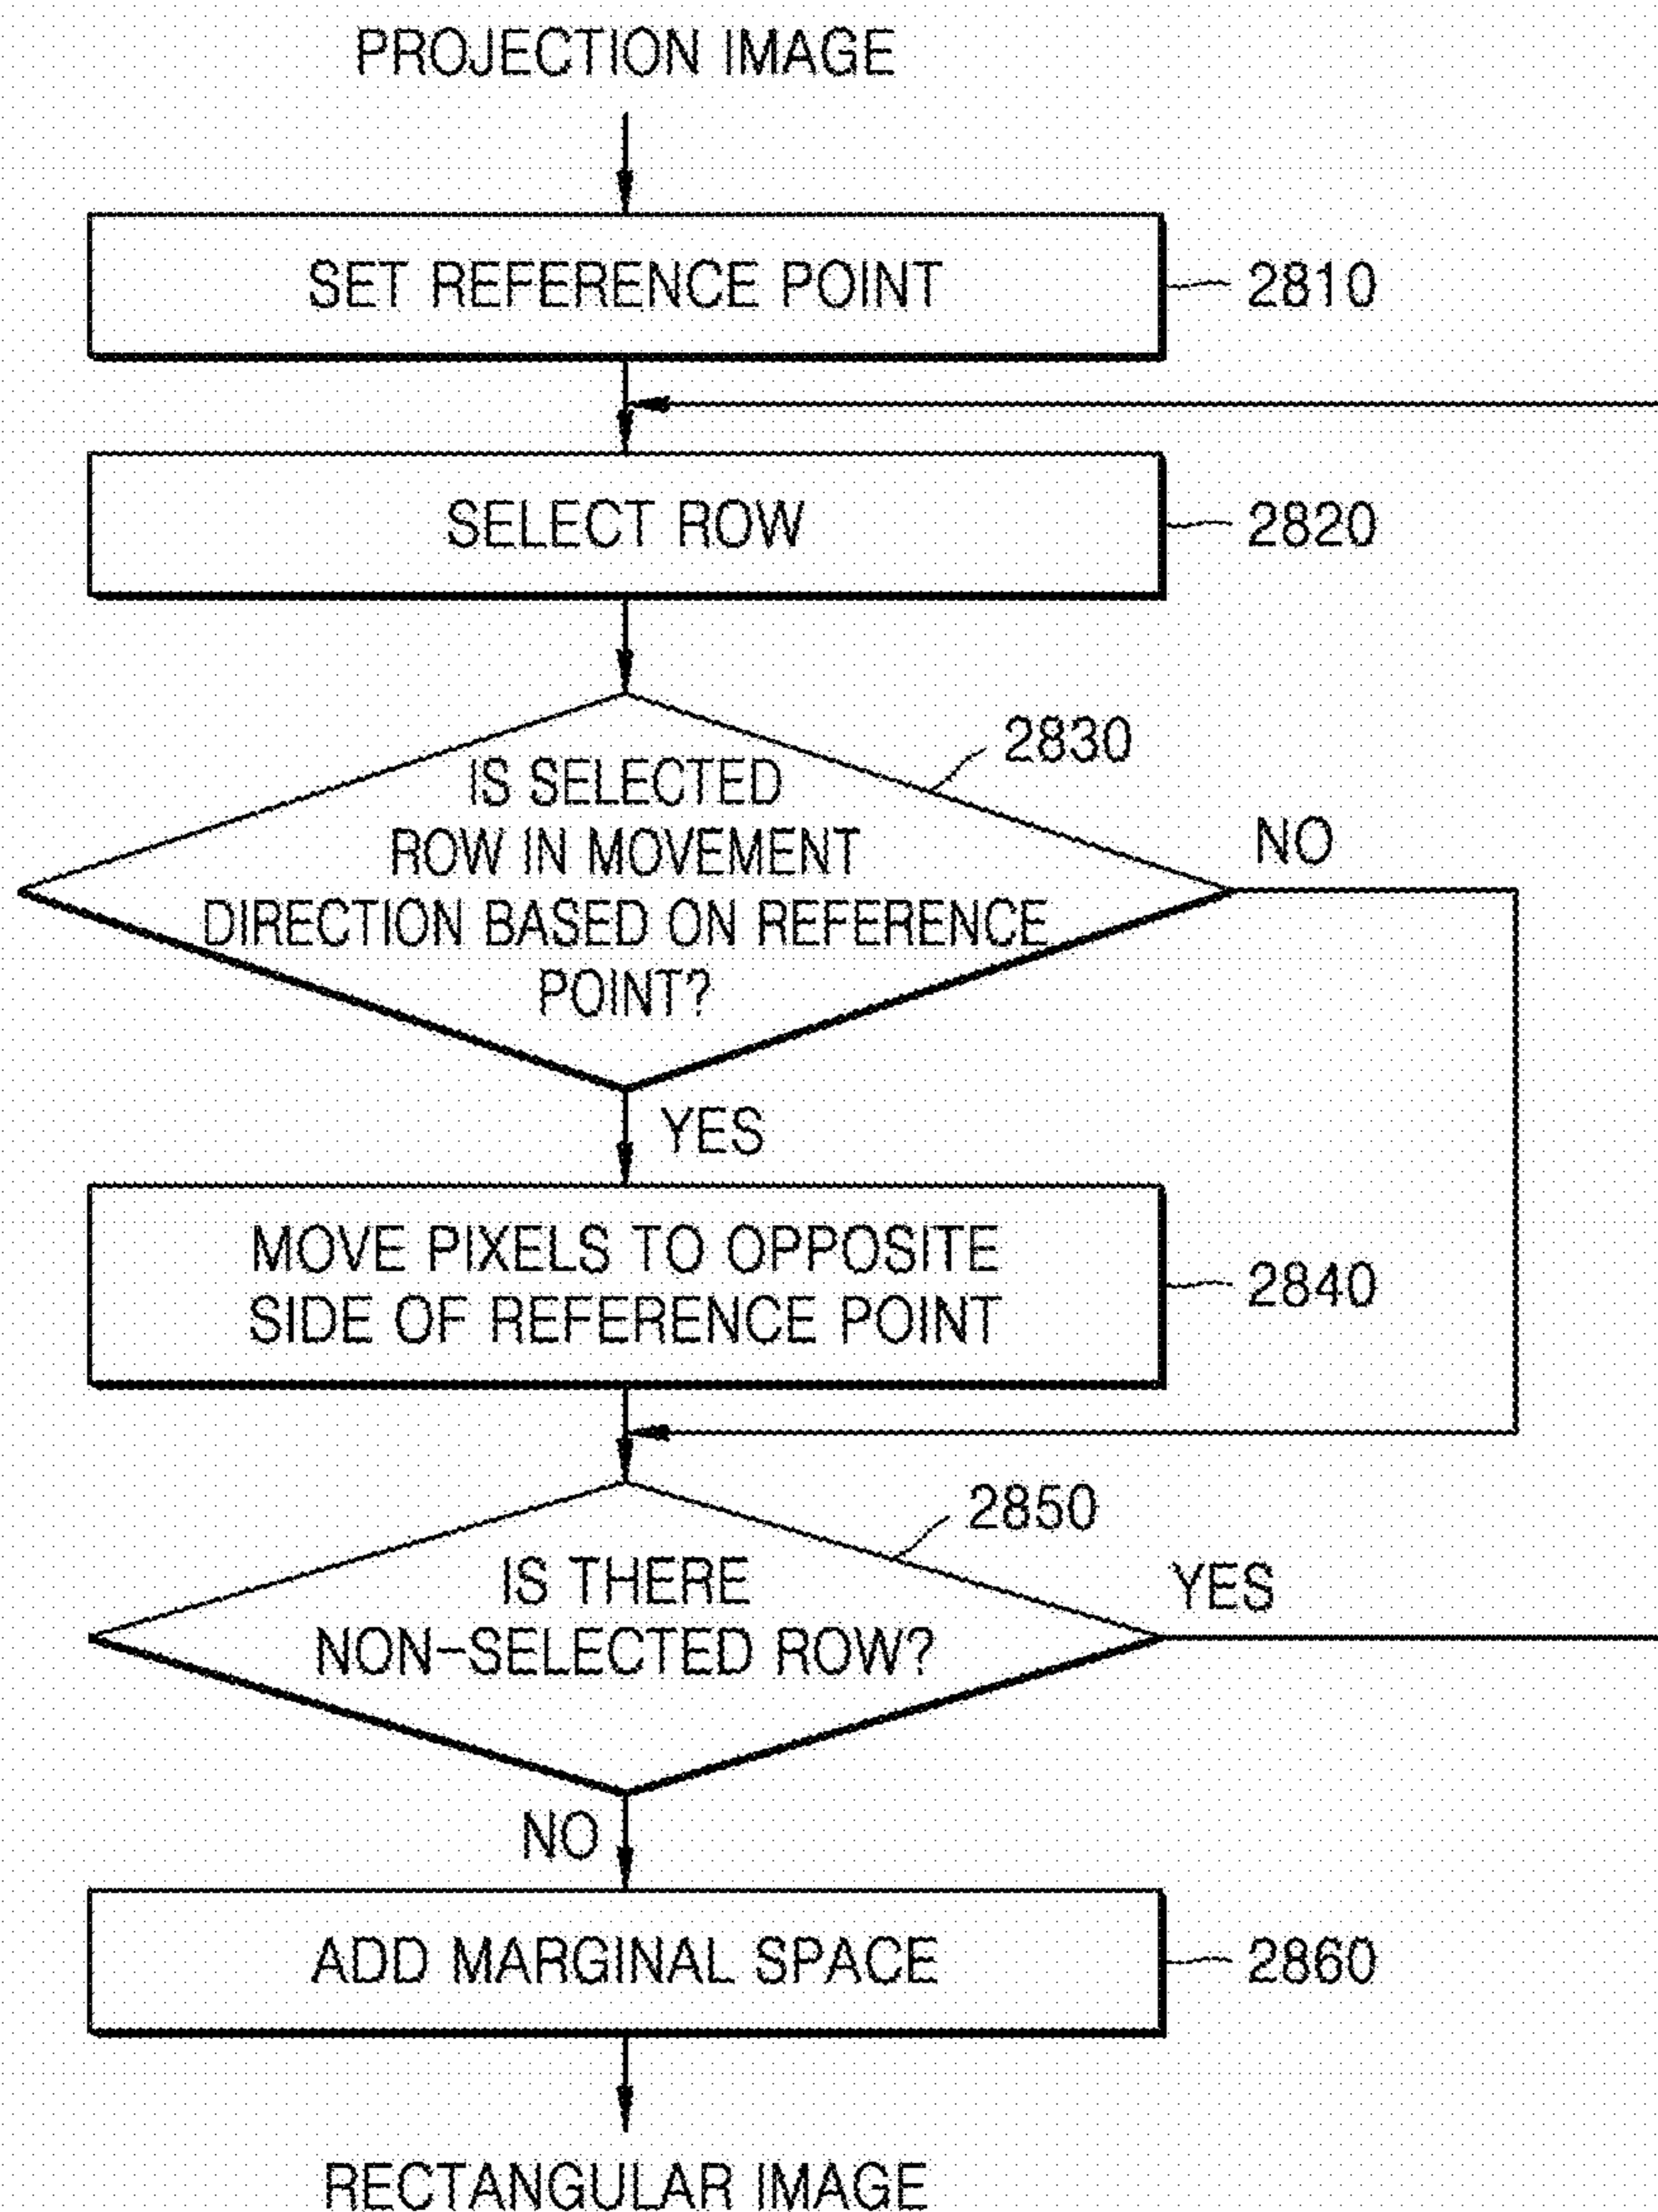 PROJECTION IMAGE
SET REFERENCE POINT
2810
SELECT ROW
2820
2830
IS SELECTED
ROW IN MOVEMENT
DIRECTION BASED ON REFERENCE
POINT?
NO
YES
MOVE PIXELS TO OPPOSITE
SIDE OF REFERENCE POINT
2840
2850
IS THERE
NON-SELECTED ROW?
YES
NO
ADD MARGINAL SPACE
2860
RECTANGULAR IMAGE